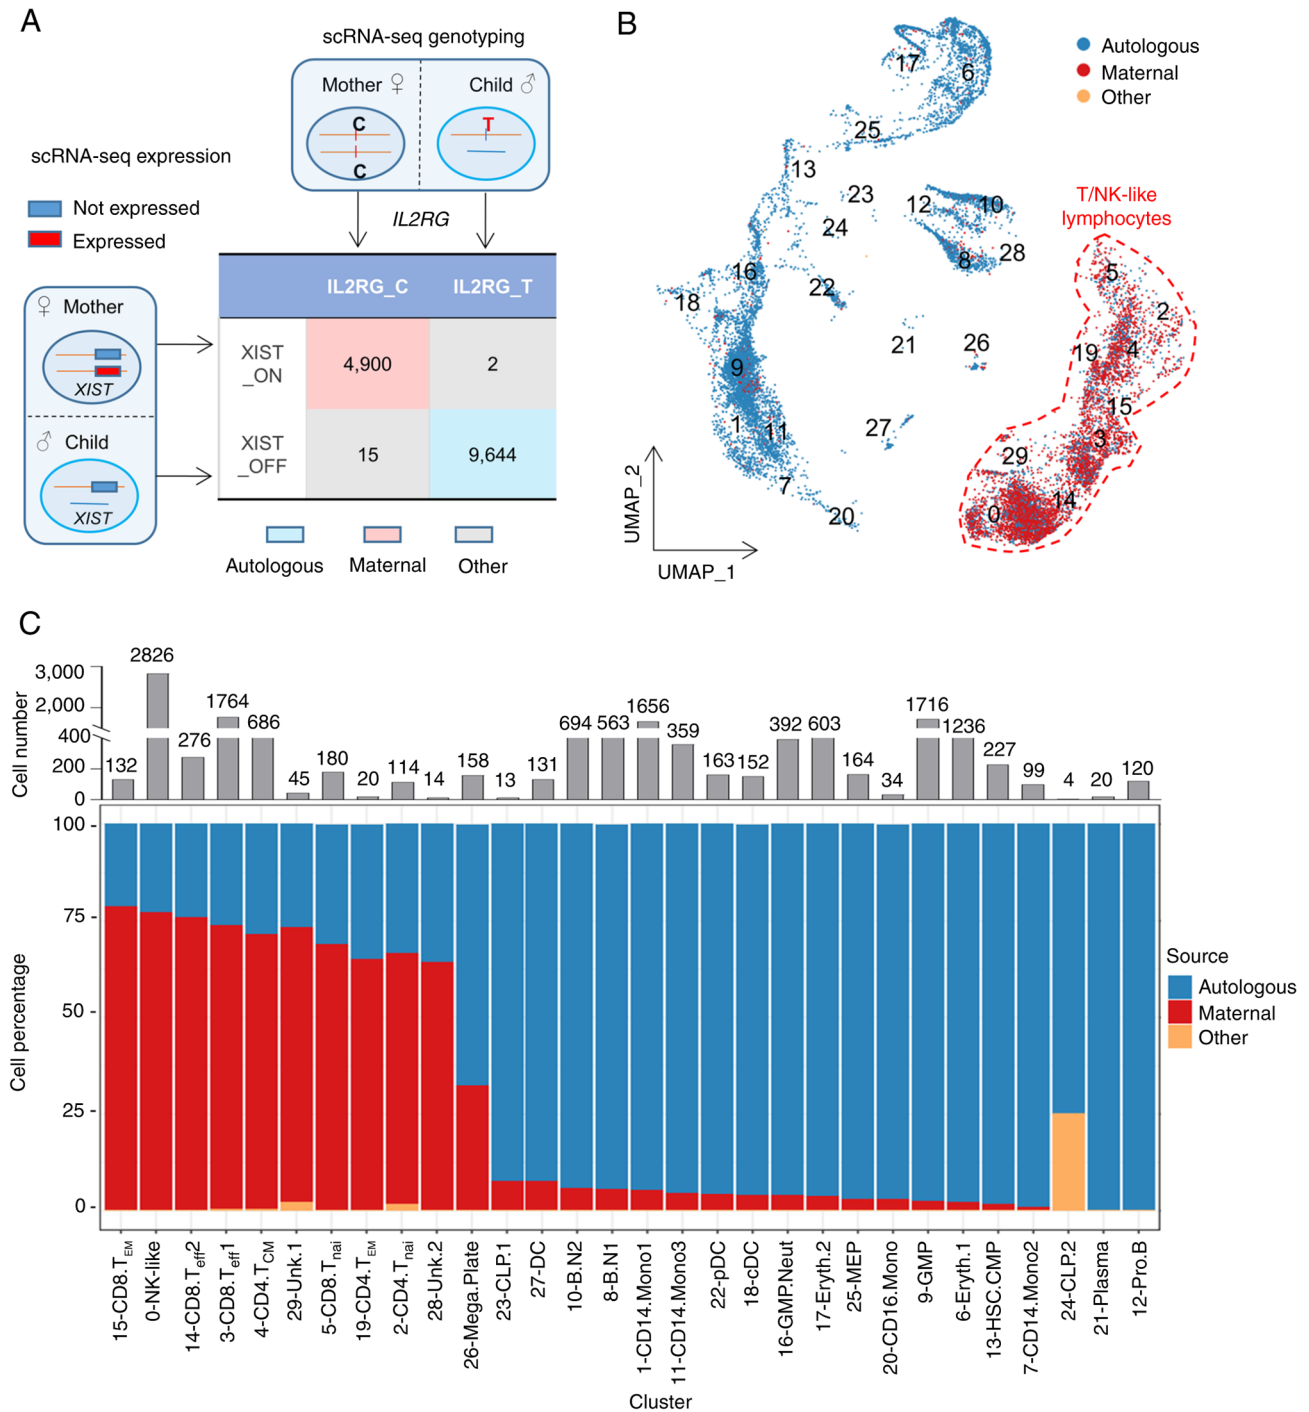 A
scRNA-seq genotyping
Mother ♀
Child ♂
C
T
C
scRNA-seq expression
Not expressed
Expressed
IL2RG
IL2RG_C
IL2RG_T
♀ Mother
XIST
♂ Child
XIST
XIST
_ON
4,900
2
XIST
_OFF
15
9,644
Autologous
Maternal
Other
B
Autologous
Maternal
Other
T/NK-like
lymphocytes
17
6
25
13
23
24
12
10
8
28
16
22
18
21
26
9
1
11
27
7
20
5
2
19
4
15
3
29
14
0
UMAP_2
UMAP_1
C
Cell number
3,000
2,000
400
200
0
132
2826
276
1764
686
45
180
20
114
14
158
13
131
694
563
1656
359
163
152
392
603
164
34
1716
1236
227
99
4
20
120
Cell percentage
100
75
50
25
0
Source
Autologous
Maternal
Other
15-CD8.TEM
0-NK-like
14-CD8.Teff2
3-CD8.Teff1
4-CD4.TCM
29-Unk.1
5-CD8.Tnai
19-CD4.TEM
2-CD4.Tnai
28-Unk.2
26-Mega.Plate
23-CLP.1
27-DC
10-B.N2
8-B.N1
1-CD14.Mono1
11-CD14.Mono3
22-pDC
18-cDC
16-GMP.Neut
17-Eryth.2
25-MEP
20-CD16.Mono
9-GMP
6-Eryth.1
13-HSC.CMP
7-CD14.Mono2
24-CLP.2
21-Plasma
12-Pro.B
Cluster